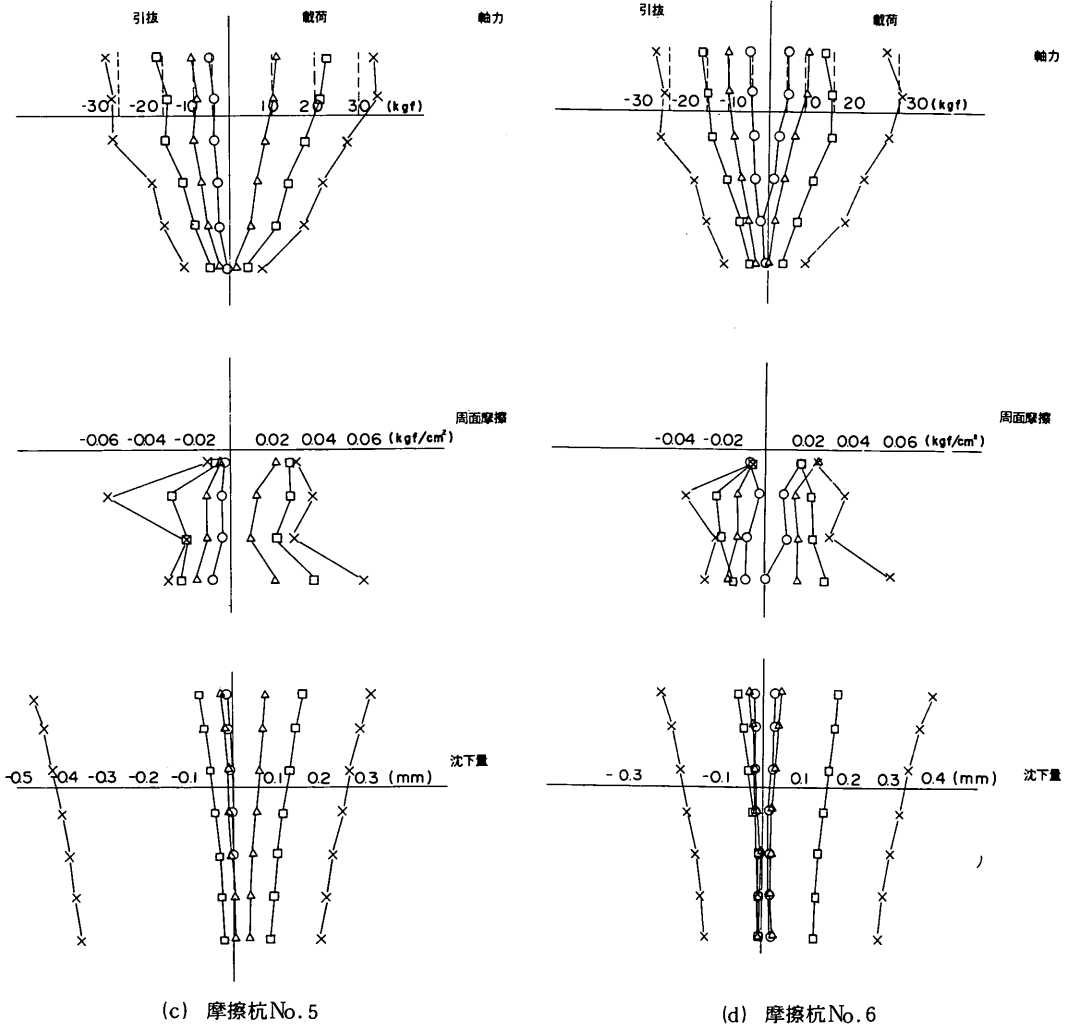 引抜 載荷 軸力
-30 -20 -10 10 20 30 (kgf)
周面摩擦
-0.06 -0.04 -0.02 0.02 0.04 0.06 (kgf/cm²)
沈下量
-0.5 -0.4 -0.3 -0.2 -0.1 0.1 0.2 0.3 (mm)
(c) 摩擦杭No.5
引抜 載荷 軸力
-30 -20 -10 10 20 30 (kgf)
周面摩擦
-0.04 -0.02 0.02 0.04 0.06 (kgf/cm²)
沈下量
-0.3 -0.1 0.1 0.2 0.3 0.4 (mm)
(d) 摩擦杭No.6